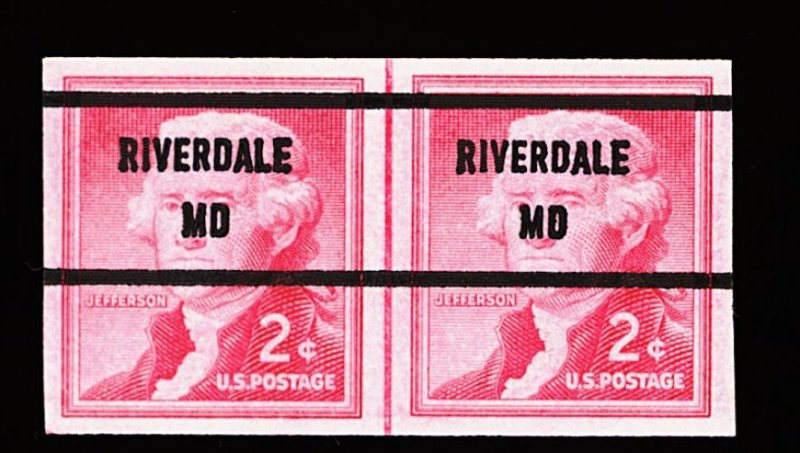 RIVERDALE
MD
JEFFERSON
2¢
U.S.POSTAGE
RIVERDALE
MD
JEFFERSON
2¢
U.S.POSTAGE